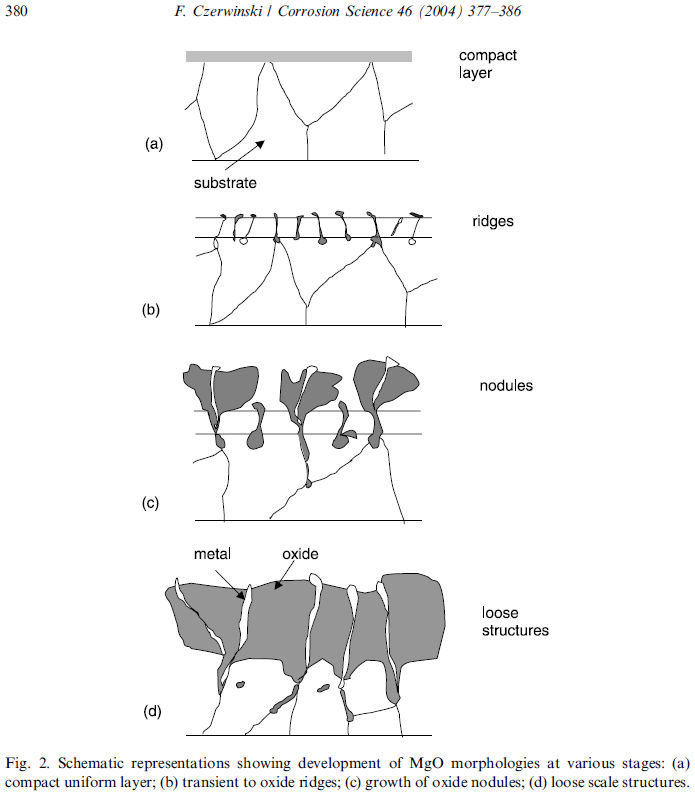 380
F. Czerwinski / Corrosion Science 46 (2004) 377–386
compact
layer
(a)
substrate
ridges
(b)
nodules
(c)
metal
oxide
loose
structures
(d)
Fig. 2. Schematic representations showing development of MgO morphologies at various stages: (a)
compact uniform layer; (b) transient to oxide ridges; (c) growth of oxide nodules; (d) loose scale structures.